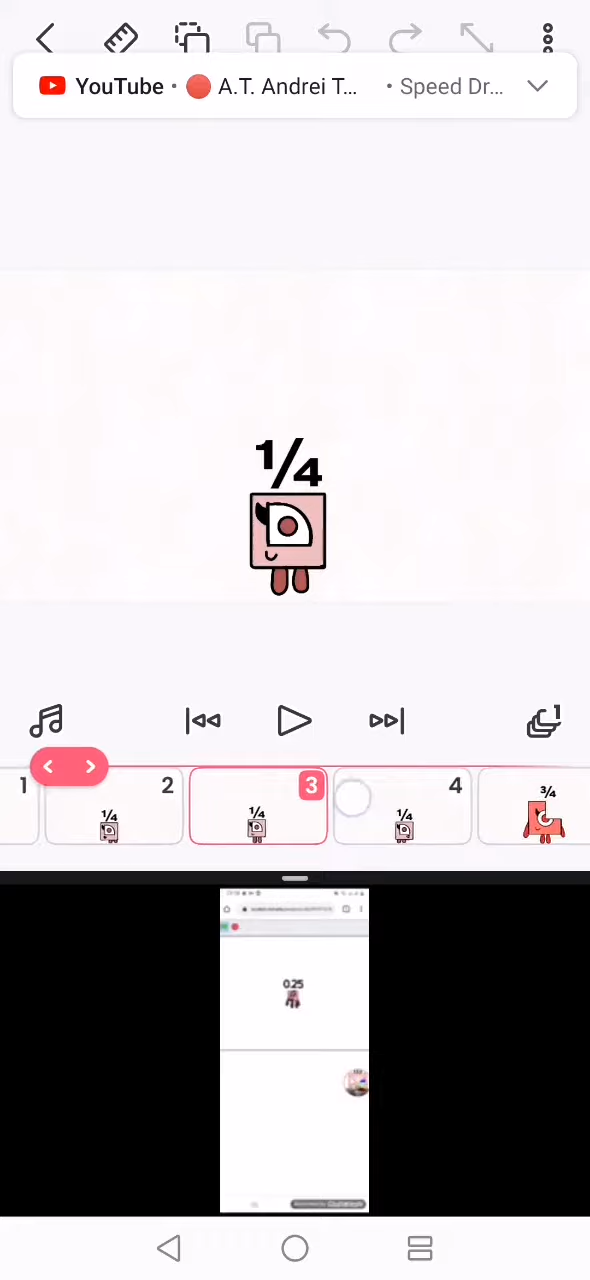 YouTube • A.T. Andrei T... • Speed Dr...
1/4
1
1 2 3 4
1/4 1/4 1/4 3/4
0.25